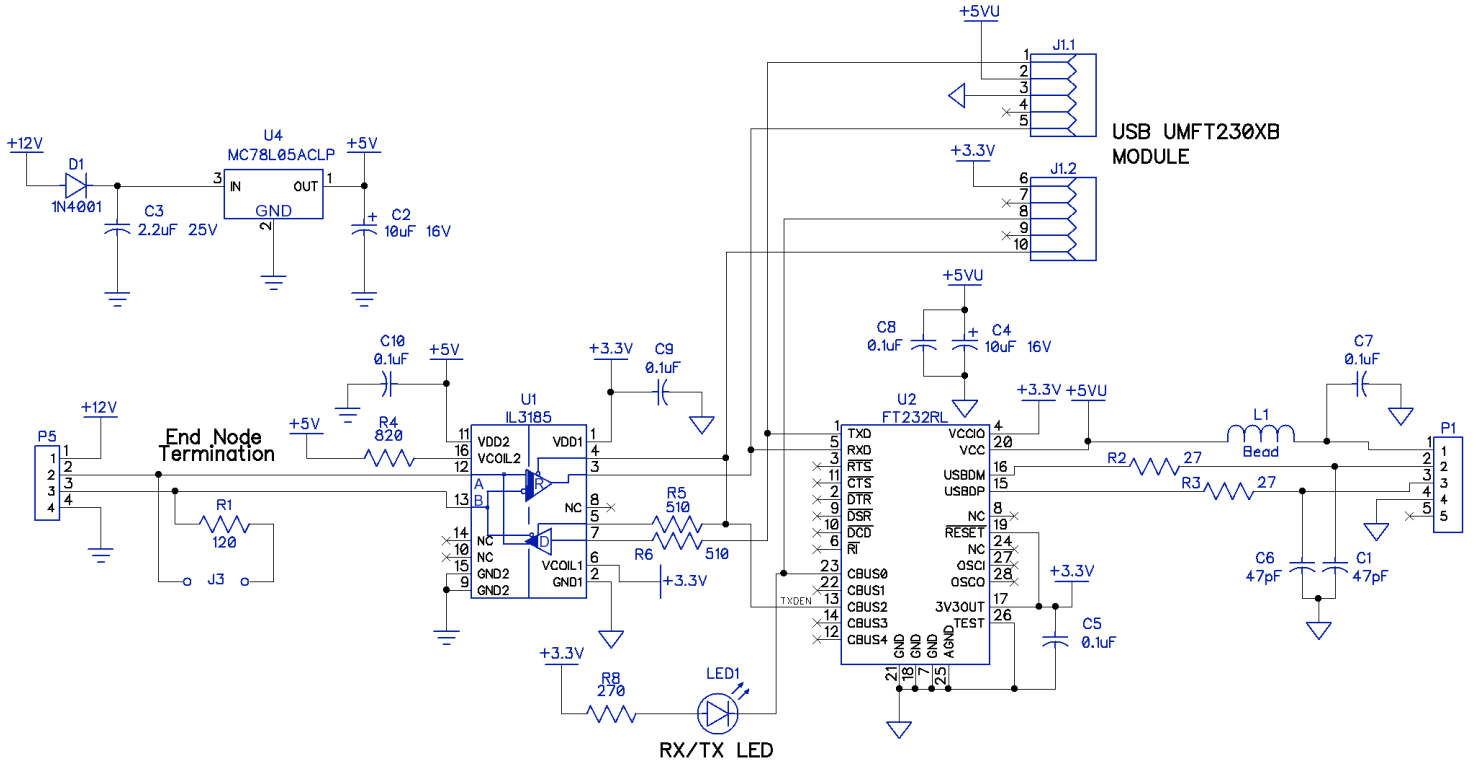 +5VU
J1.1
1
2
3
4
5
USB UMFT230XB
MODULE
+3.3V
J1.2
6
7
8
9
10
+12V
D1
1N4001
C3
2.2uF 25V
U4
MC78L05ACLP
3 IN OUT 1
GND
2
+5V
C2
10uF 16V
+5VU
C8
0.1uF
C4
10uF 16V
C10
0.1uF
+5V
+3.3V
C9
0.1uF
+12V
P5
1 1
2 2
3 3
4 4
End Node
Termination
R1
120
J3
+5V
R4
820
U1
IL3185
11 VDD2 VDD1 1
16 VCOIL2 4
12 A R 3
13 B NC 8
14 NC 5
10 NC D 7
15 GND2 VCOIL1 6
9 GND2 GND1 2
R5
510
R6
510
+3.3V
TXDEN
+3.3V
R8
270
LED1
RX/TX LED
U2
FT232RL
1 TXD
5 RXD
3 RTS
11 CTS
2 DTR
9 DSR
10 DCD
6 RI
23 CBUS0
22 CBUS1
13 CBUS2
14 CBUS3
12 CBUS4
VCCIO 4
VCC 20
USBDM 16
USBDP 15
NC 8
RESET 19
NC 24
OSCI 27
OSCO 28
3V3OUT 17
TEST 26
GND GND GND AGND
21 18 7 25
+3.3V
+5VU
+3.3V
C5
0.1uF
L1
Bead
R2 27
R3 27
C7
0.1uF
C6
47pF
C1
47pF
P1
1 1
2 2
3 3
4 4
5 5